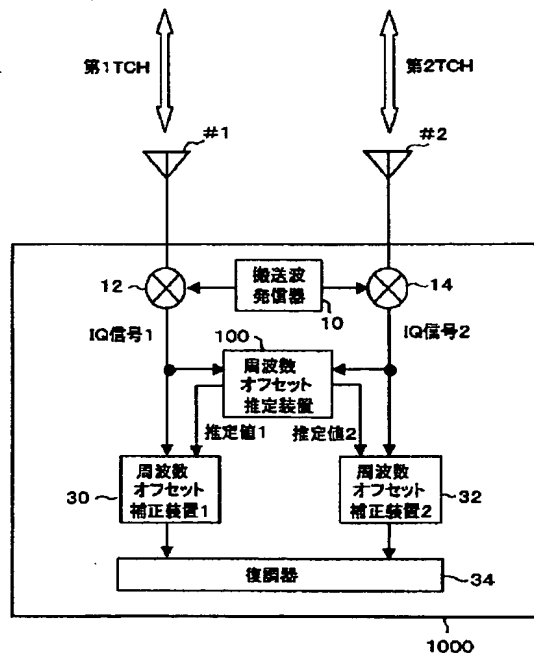 第1TCH
第2TCH
#1
#2
12
搬送波
発信器
10
14
IQ信号1
IQ信号2
100
周波数
オフセット
推定装置
推定値1
推定値2
30
周波数
オフセット
補正装置1
周波数
オフセット
補正装置2
32
復調器
34
1000